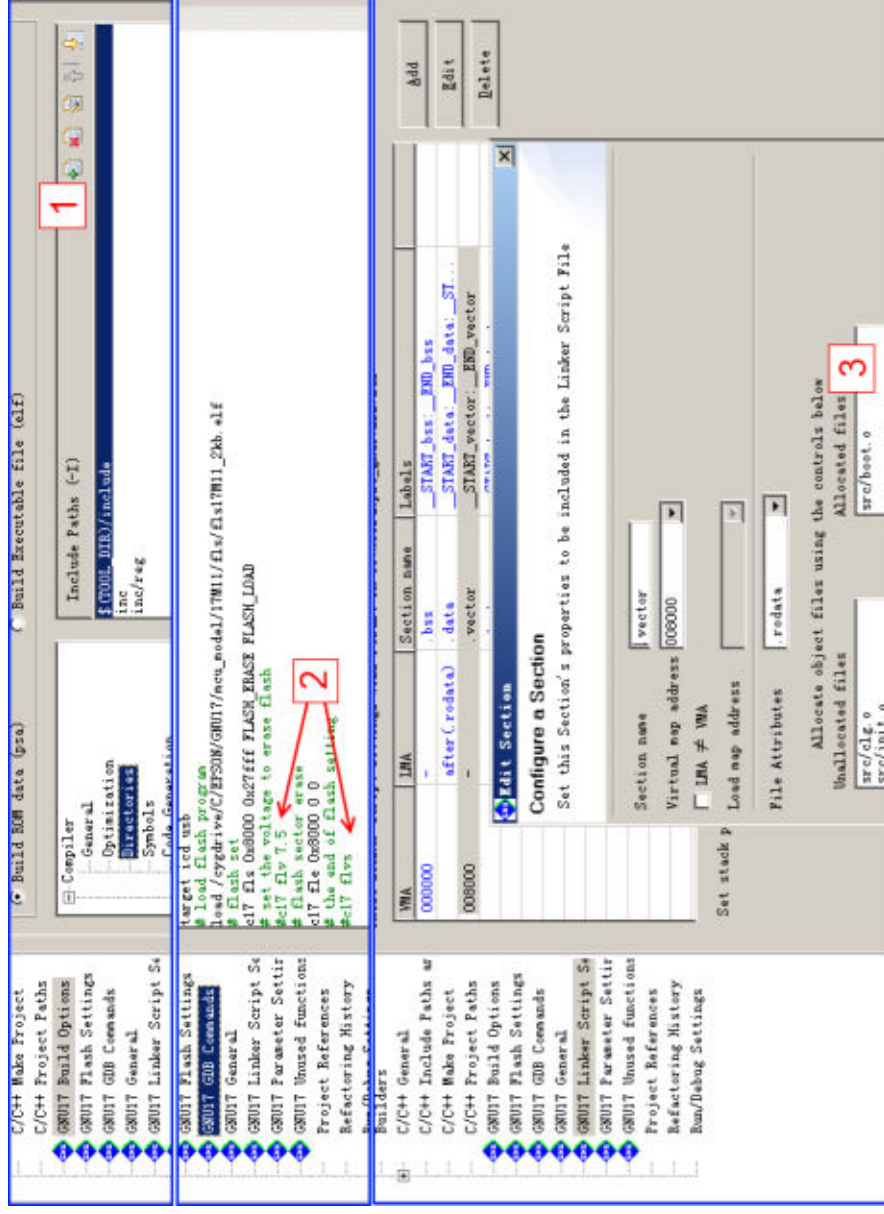 C/C++ Make Project
C/C++ Project Paths
GNU17 Build Options
GNU17 Flash Settings
GNU17 GDB Commands
GNU17 General
GNU17 Linker Script Se
Build ROM data (psa)
Build Executable file (elf)
Compiler
General
Optimization
Directories
Symbols
Code Generation
Include Paths (-I)
1
$(TOOL_DIR)/include
inc
inc/reg
GNU17 Flash Settings
GNU17 GDB Commands
GNU17 General
GNU17 Linker Script Se
GNU17 Parameter Settir
GNU17 Unused functions
Project References
Refactoring History
Run/Debug Settings
target icd usb
# load flash program
load /cygdrive/C/EPSON/GNU17/mcu_model/17M11/fls/fls17M11_2kb.elf
# flash set
c17 fls 0x8000 0x27fff FLASH_ERASE FLASH_LOAD
# set the voltage to erase flash
#c17 flv 7.5
# flash sector erase
c17 fle 0x8000 0 0
# the end of flash setting
#c17 flvs
2
Builders
C/C++ General
C/C++ Include Paths ar
C/C++ Make Project
C/C++ Project Paths
GNU17 Build Options
GNU17 Flash Settings
GNU17 GDB Commands
GNU17 General
GNU17 Linker Script Se
GNU17 Parameter Settir
GNU17 Unused functions
Project References
Refactoring History
Run/Debug Settings
VMA LMA Section name Labels
000000 - .bss __START_bss:__END_bss
after(.rodata) .data __START_data:__END_data:__ST...
008000 - .vector __START_vector:__END_vector
Add
Edit
Delete
Set stack p
Edit Section
Configure a Section
Set this Section's properties to be included in the Linker Script File
Section name .vector
Virtual map address 008000
LMA ≠ VMA
Load map address
File Attributes .rodata
Allocate object files using the controls below
Unallocated files Allocated files
src/clg.o
src/init.o
src/boot.o
3